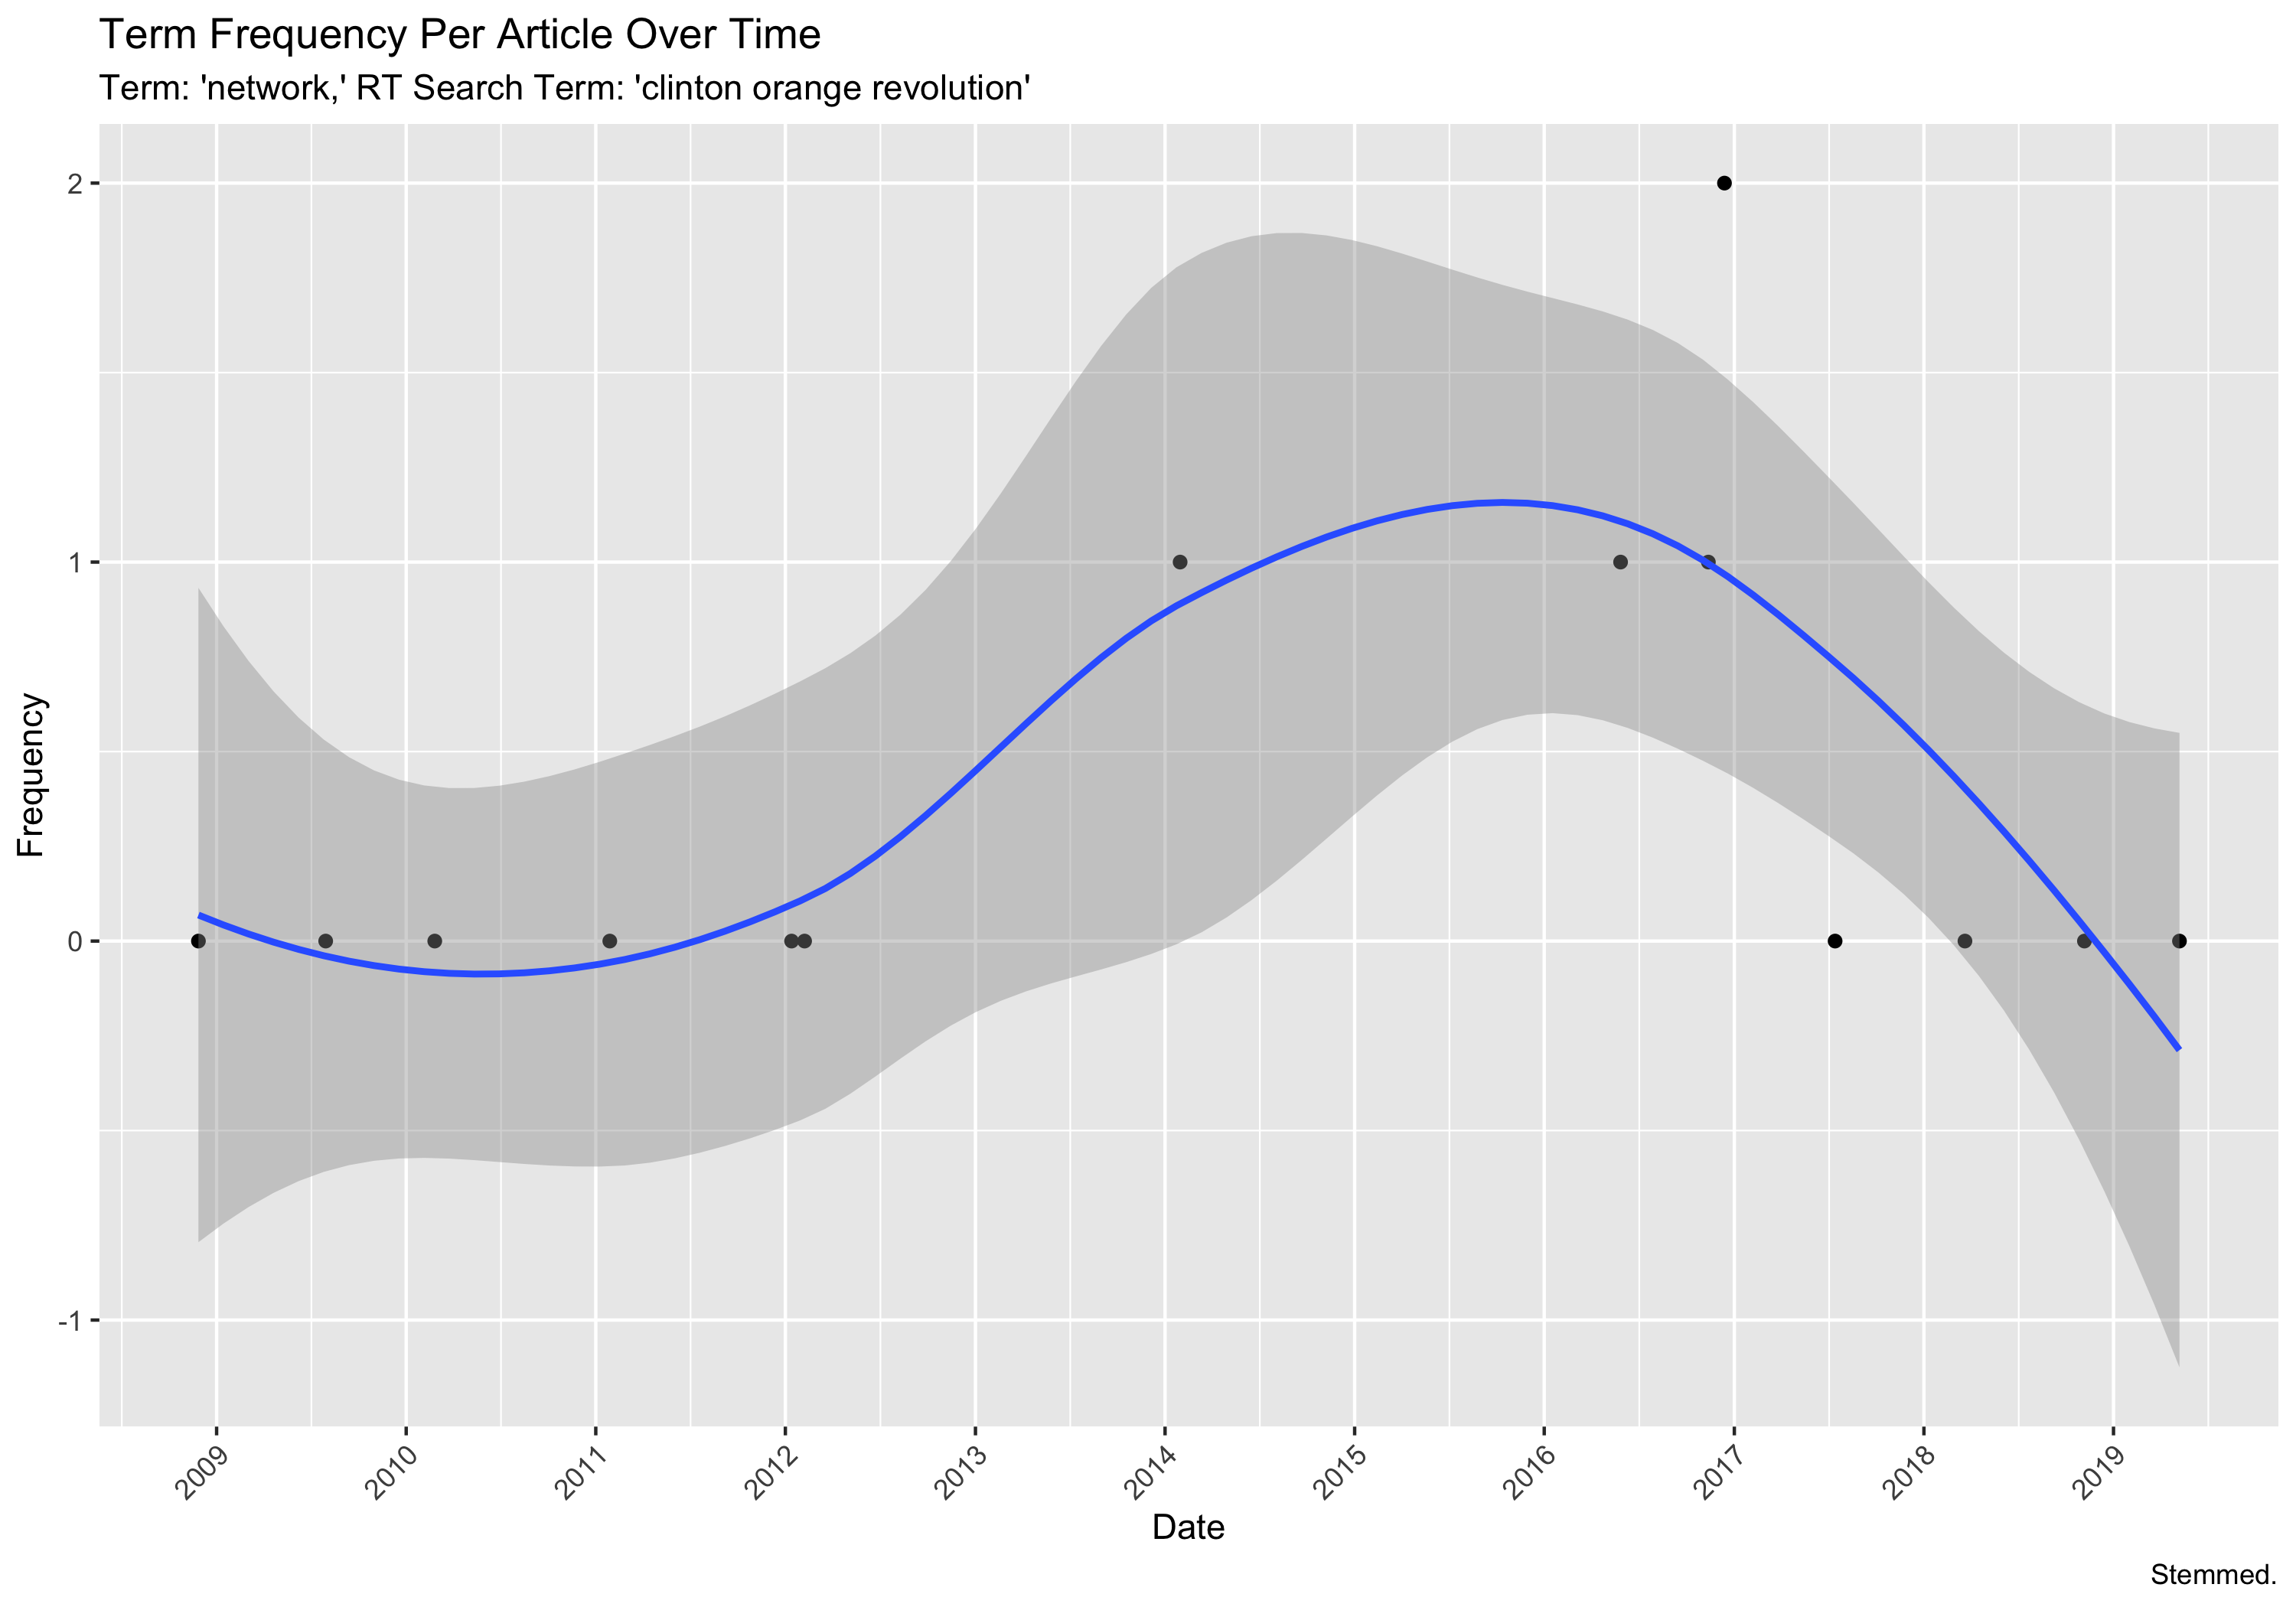 Term Frequency Per Article Over Time
Term: 'network,' RT Search Term: 'clinton orange revolution'
2
1
0
-1
Frequency
2009 2010 2011 2012 2013 2014 2015 2016 2017 2018 2019
Date
Stemmed.